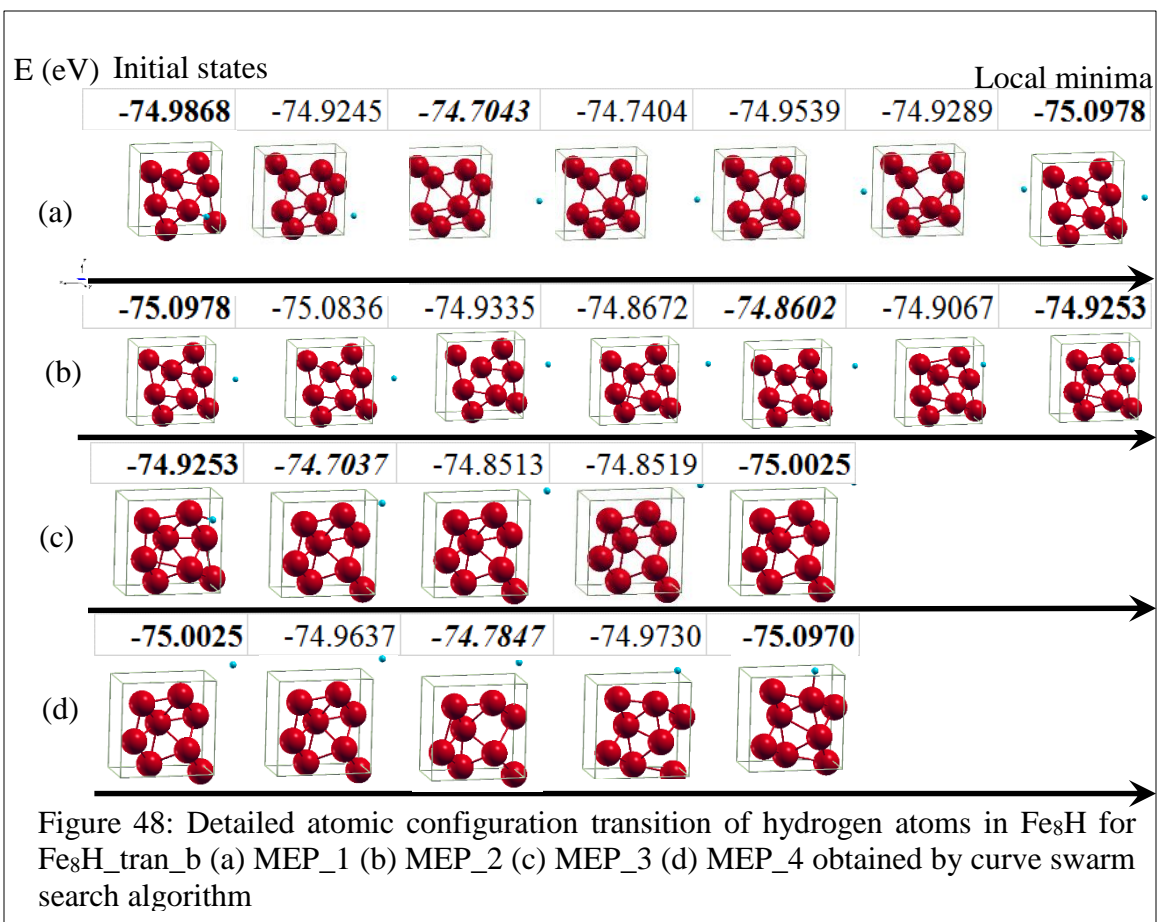 E (eV) Initial states
Local minima
-74.9868 -74.9245 -74.7043 -74.7404 -74.9539 -74.9289 -75.0978
(a)
-75.0978 -75.0836 -74.9335 -74.8672 -74.8602 -74.9067 -74.9253
(b)
-74.9253 -74.7037 -74.8513 -74.8519 -75.0025
(c)
-75.0025 -74.9637 -74.7847 -74.9730 -75.0970
(d)
Figure 48: Detailed atomic configuration transition of hydrogen atoms in Fe₈H for
Fe₈H_tran_b (a) MEP_1 (b) MEP_2 (c) MEP_3 (d) MEP_4 obtained by curve swarm
search algorithm